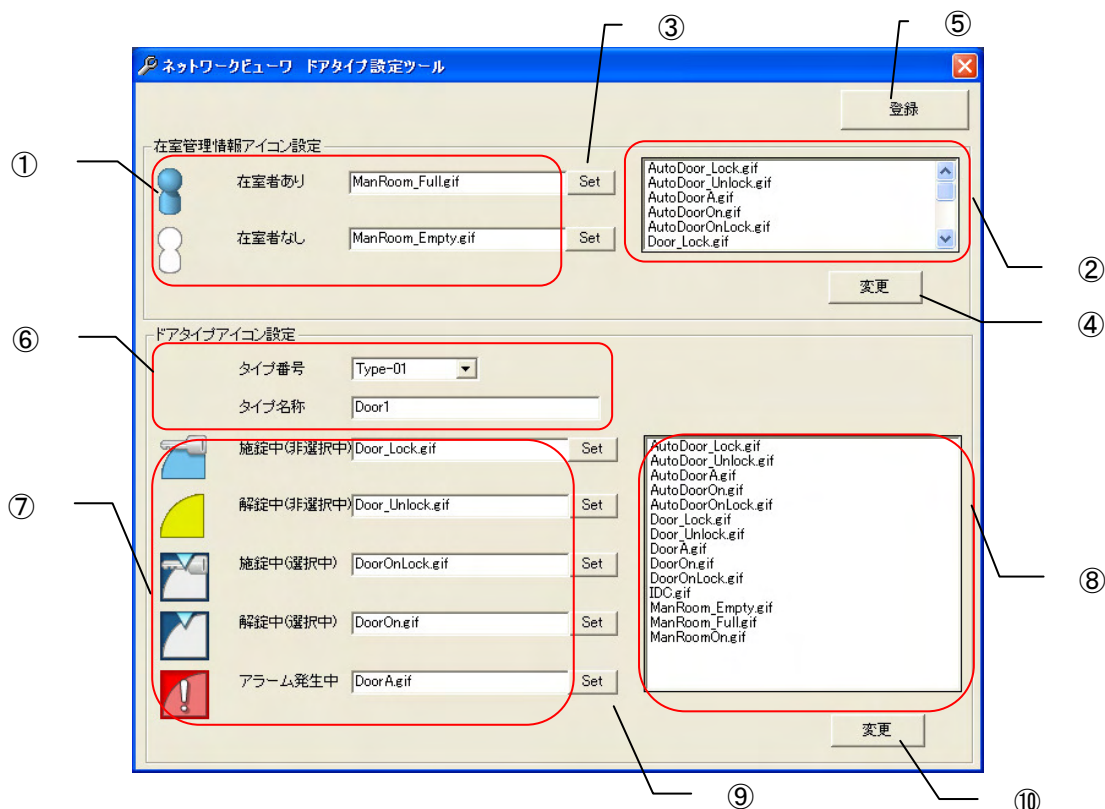 ③
⑤
ネットワークビューワ ドアタイプ設定ツール
登録
在室管理情報アイコン設定
①
在室者あり ManRoom_Full.gif Set
在室者なし ManRoom_Empty.gif Set
AutoDoor_Lock.gif
AutoDoor_Unlock.gif
AutoDoorA.gif
AutoDoorOn.gif
AutoDoorOnLock.gif
Door_Lock.gif
②
変更
④
ドアタイプアイコン設定
⑥
タイプ番号 Type-01
タイプ名称 Door1
施錠中(非選択中) Door_Lock.gif Set
解錠中(非選択中) Door_Unlock.gif Set
施錠中(選択中) DoorOnLock.gif Set
解錠中(選択中) DoorOn.gif Set
アラーム発生中 DoorA.gif Set
⑦
AutoDoor_Lock.gif
AutoDoor_Unlock.gif
AutoDoorA.gif
AutoDoorOn.gif
AutoDoorOnLock.gif
Door_Lock.gif
Door_Unlock.gif
DoorA.gif
DoorOn.gif
DoorOnLock.gif
IDC.gif
ManRoom_Empty.gif
ManRoom_Full.gif
ManRoomOn.gif
⑧
変更
⑨
⑩